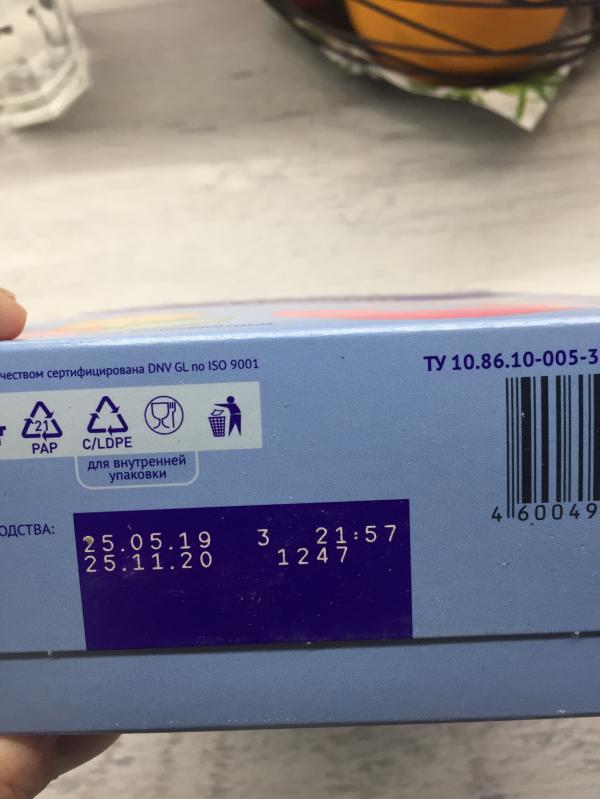 чеством сертифицирована DNV GL по ISO 9001
ТУ 10.86.10-005-3
21
PAP
C/LDPE
для внутренней
упаковки
ОДСТВА:
25.05.19 3 21:57
25.11.20 1247
4 60049